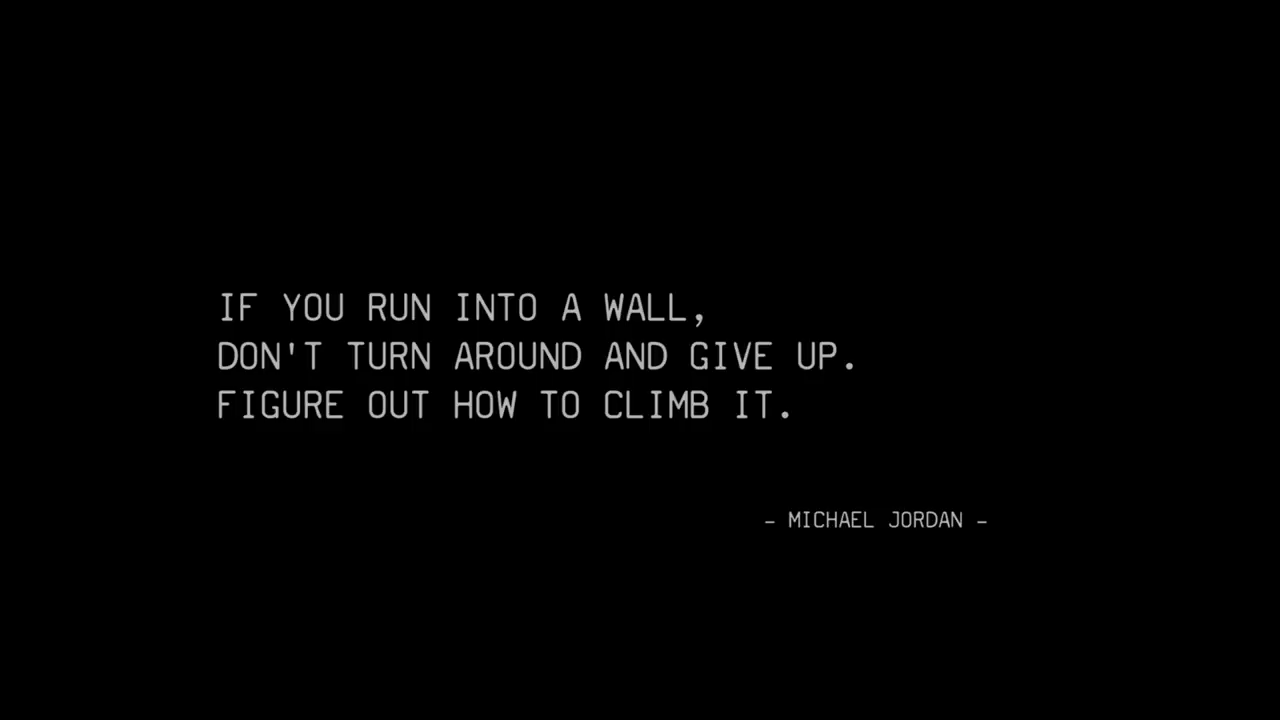 IF YOU RUN INTO A WALL,
DON'T TURN AROUND AND GIVE UP.
FIGURE OUT HOW TO CLIMB IT.
– MICHAEL JORDAN –